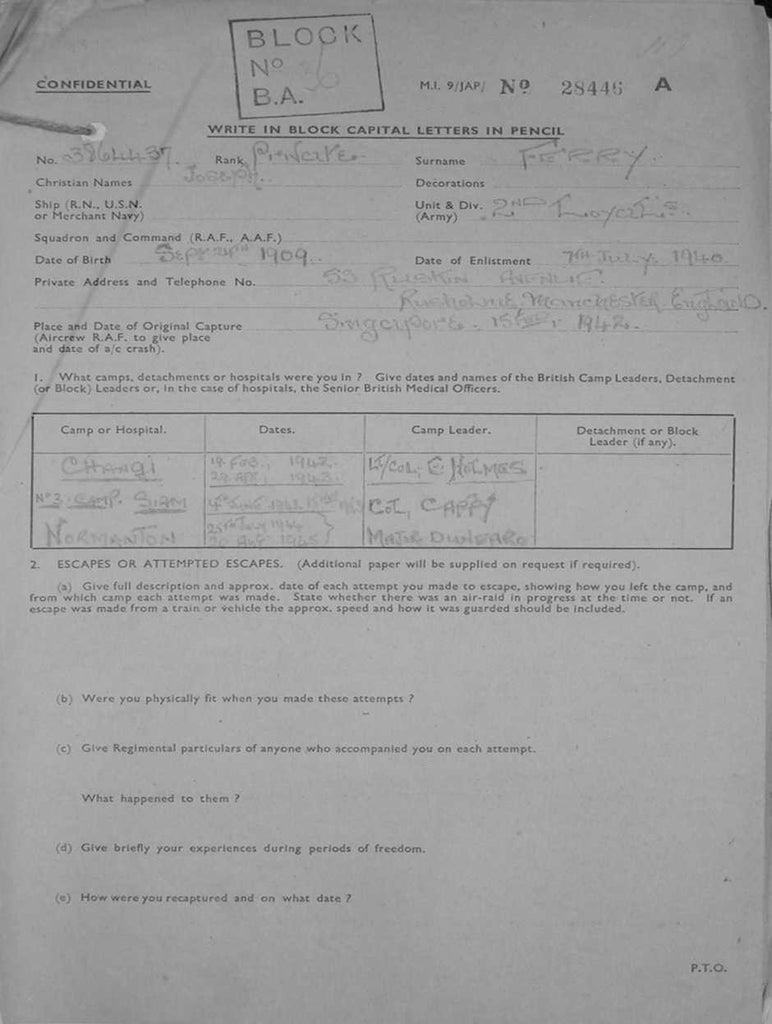 BLOCK
No
B.A.
CONFIDENTIAL
M.I. 9/JAP/ No 28446 A
WRITE IN BLOCK CAPITAL LETTERS IN PENCIL
No. 3864437. Rank Private Surname FERRY.
Christian Names Joseph. Decorations
Ship (R.N., U.S.N. Unit & Div. 2ND Loyals.
or Merchant Navy) (Army)
Squadron and Command (R.A.F., A.A.F.)
Date of Birth Sept 1909. Date of Enlistment 7th July 1940
Private Address and Telephone No. 53 RUSKIN AVENUE.
Rusholme Manchester England.
Place and Date of Original Capture Singapore. 15 Feb, 1942.
(Aircrew R.A.F. to give place
and date of a/c crash).
1. What camps, detachments or hospitals were you in ? Give dates and names of the British Camp Leaders, Detachment
(or Block) Leaders or, in the case of hospitals, the Senior British Medical Officers.
Camp or Hospital. Dates. Camp Leader. Detachment or Block
Leader (if any).
CHANGI Feb, 1942. Lt/COL, E HOLMES
APR, 1943.
No 2 CAMP. SIAM COL, CAPPY
NORMANTON 25th July 1944 MAJOR
AUG 1945
2. ESCAPES OR ATTEMPTED ESCAPES. (Additional paper will be supplied on request if required).
(a) Give full description and approx. date of each attempt you made to escape, showing how you left the camp, and
from which camp each attempt was made. State whether there was an air-raid in progress at the time or not. If an
escape was made from a train or vehicle the approx. speed and how it was guarded should be included.
(b) Were you physically fit when you made these attempts ?
(c) Give Regimental particulars of anyone who accompanied you on each attempt.
What happened to them ?
(d) Give briefly your experiences during periods of freedom.
(e) How were you recaptured and on what date ?
P.T.O.